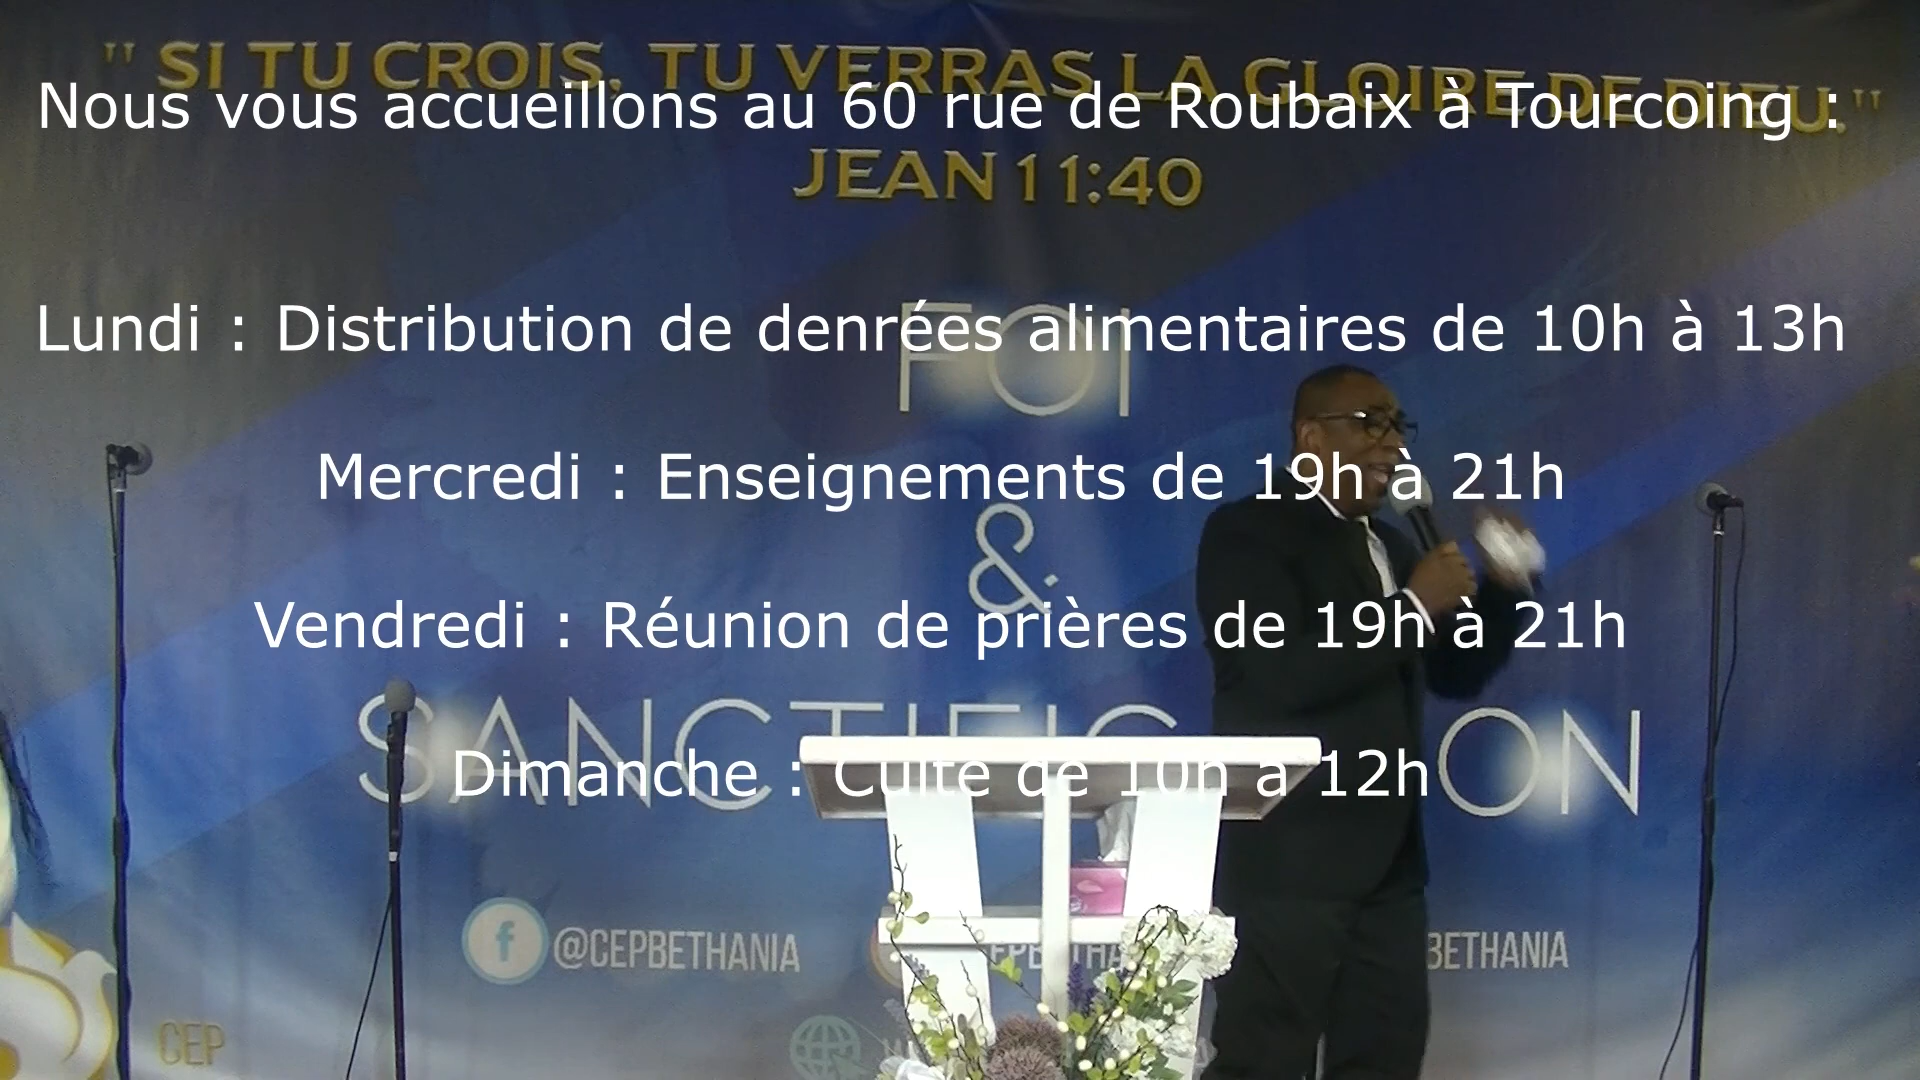 " SI TU CROIS, TU VERRAS LA GLOIRE DE DIEU."
Nous vous accueillons au 60 rue de Roubaix à Tourcoing :
JEAN 11:40
Lundi : Distribution de denrées alimentaires de 10h à 13h
FOI
Mercredi : Enseignements de 19h à 21h
&
Vendredi : Réunion de prières de 19h à 21h
Dimanche : Culte de 10h à 12h
@CEPBETHANIA
BETHANIA
CEP